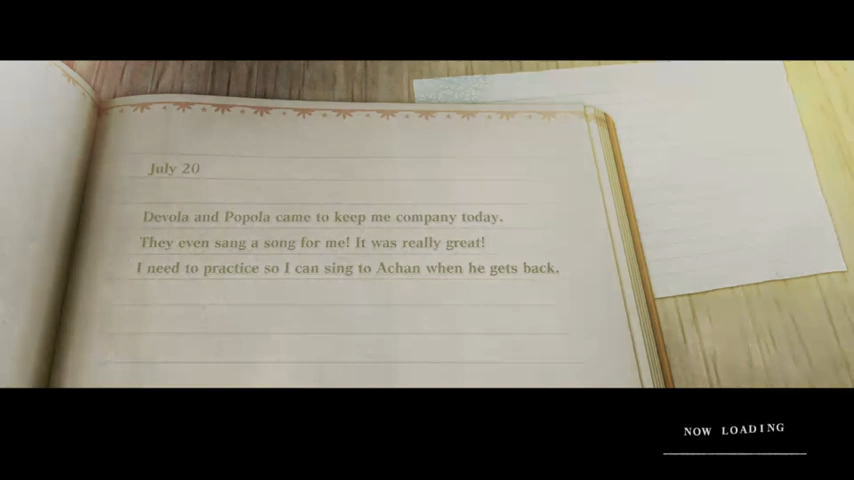 July 20
Devola and Popola came to keep me company today.
They even sang a song for me! It was really great!
I need to practice so I can sing to Achan when he gets back.
NOW LOADING